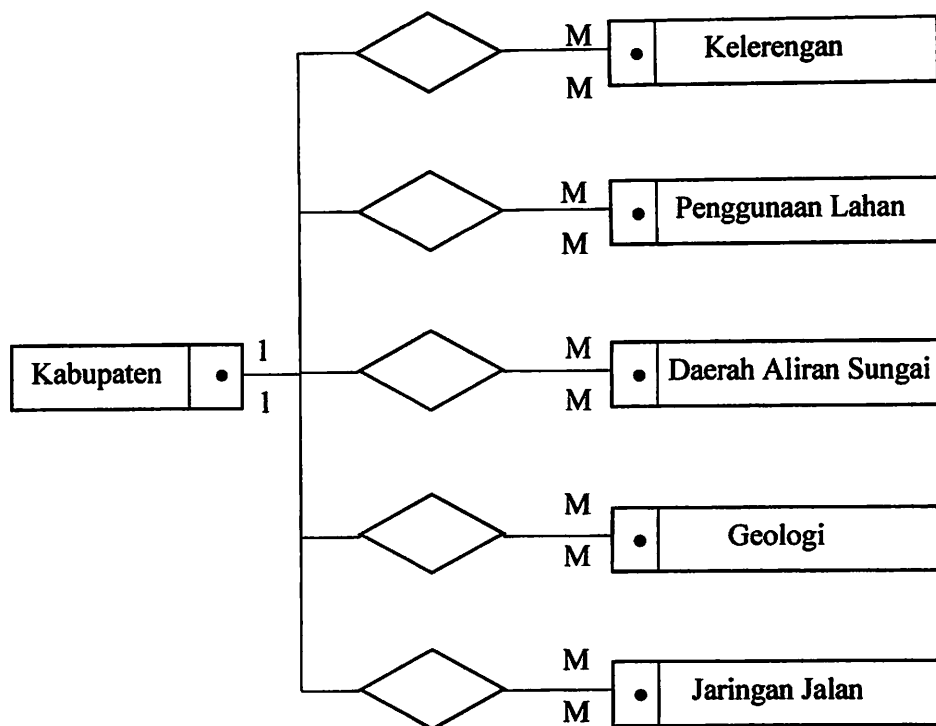 M
Kelerengan
M
M
Penggunaan Lahan
M
1
M
Kabupaten
Daerah Aliran Sungai
1
M
M
Geologi
M
M
Jaringan Jalan
M